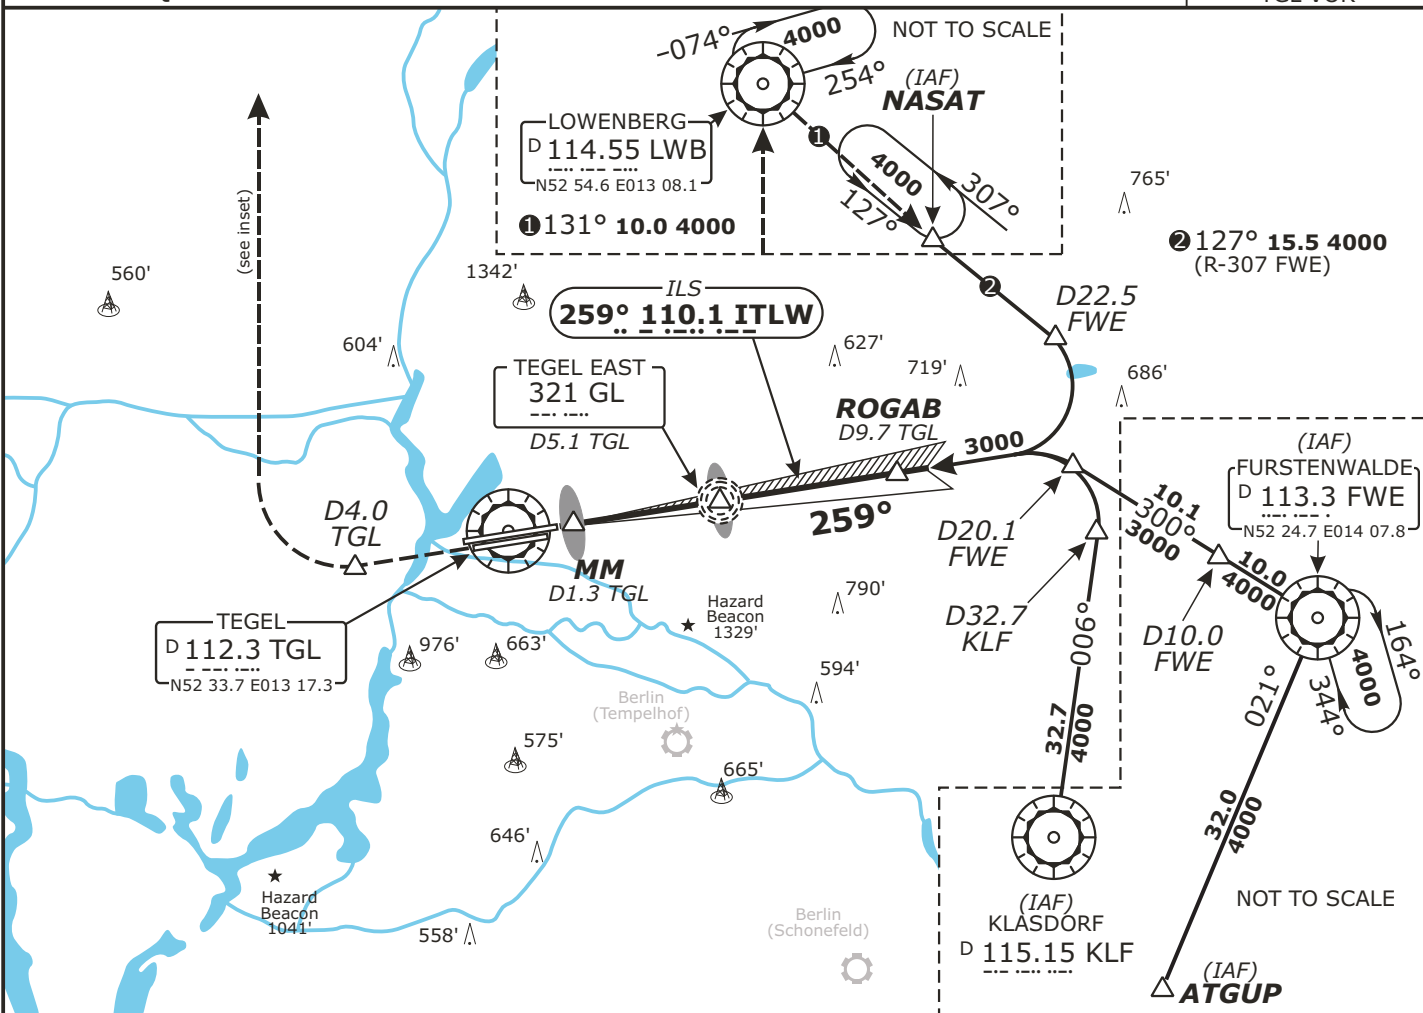 TGL VOR
NOT TO SCALE
–074°
4000
254°
(IAF)
NASAT
LOWENBERG
D 114.55 LWB
N52 54.6 E013 08.1
1
4000
127°
307°
1 131° 10.0 4000
765'
2 127° 15.5 4000
(R-307 FWE)
2
(see inset)
560'
1342'
ILS
259° 110.1 ITLW
D22.5
FWE
604'
627'
719'
686'
TEGEL EAST
321 GL
D5.1 TGL
ROGAB
D9.7 TGL
3000
259°
(IAF)
FURSTENWALDE
D 113.3 FWE
N52 24.7 E014 07.8
D4.0
TGL
MM
D1.3 TGL
D20.1
FWE
10.1
300°
3000
D32.7
KLF
10.0
4000
D10.0
FWE
164°
4000
344°
021°
006°
32.7
4000
TEGEL
D 112.3 TGL
N52 33.7 E013 17.3
976'
663'
Hazard
Beacon
1329'
790'
594'
Berlin
(Tempelhof)
575'
665'
646'
Hazard
Beacon
1041'
558'
Berlin
(Schonefeld)
(IAF)
KLASDORF
D 115.15 KLF
32.0
4000
NOT TO SCALE
(IAF)
ATGUP